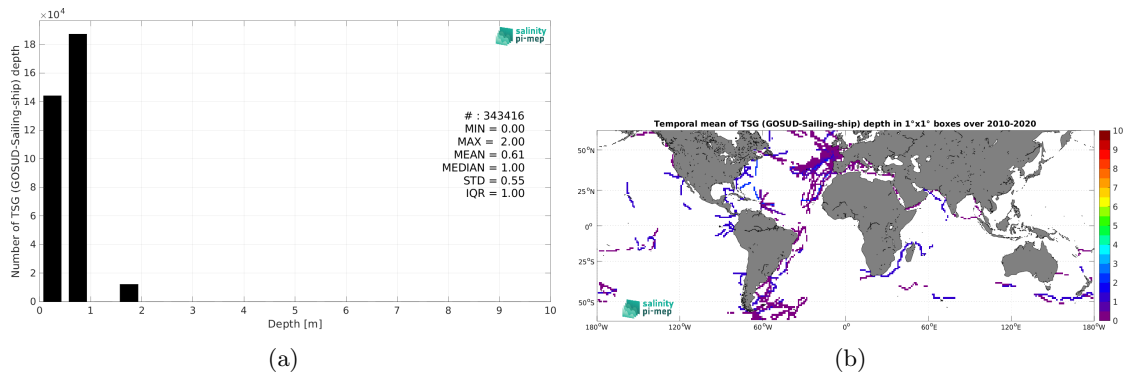 ×10⁴
18
16
14
12
10
8
6
4
2
0
Number of TSG (GOSUD-Sailing-ship) depth
salinity
pi-mep
# : 343416
MIN = 0.00
MAX = 2.00
MEAN = 0.61
MEDIAN = 1.00
STD = 0.55
IQR = 1.00
0 1 2 3 4 5 6 7 8 9 10
Depth [m]
(a)
Temporal mean of TSG (GOSUD-Sailing-ship) depth in 1°x1° boxes over 2010-2020
50°N
25°N
0°
25°S
50°S
180°W 120°W 60°W 0° 60°E 120°E 180°W
salinity
pi-mep
10
9
8
7
6
5
4
3
2
1
0
(b)